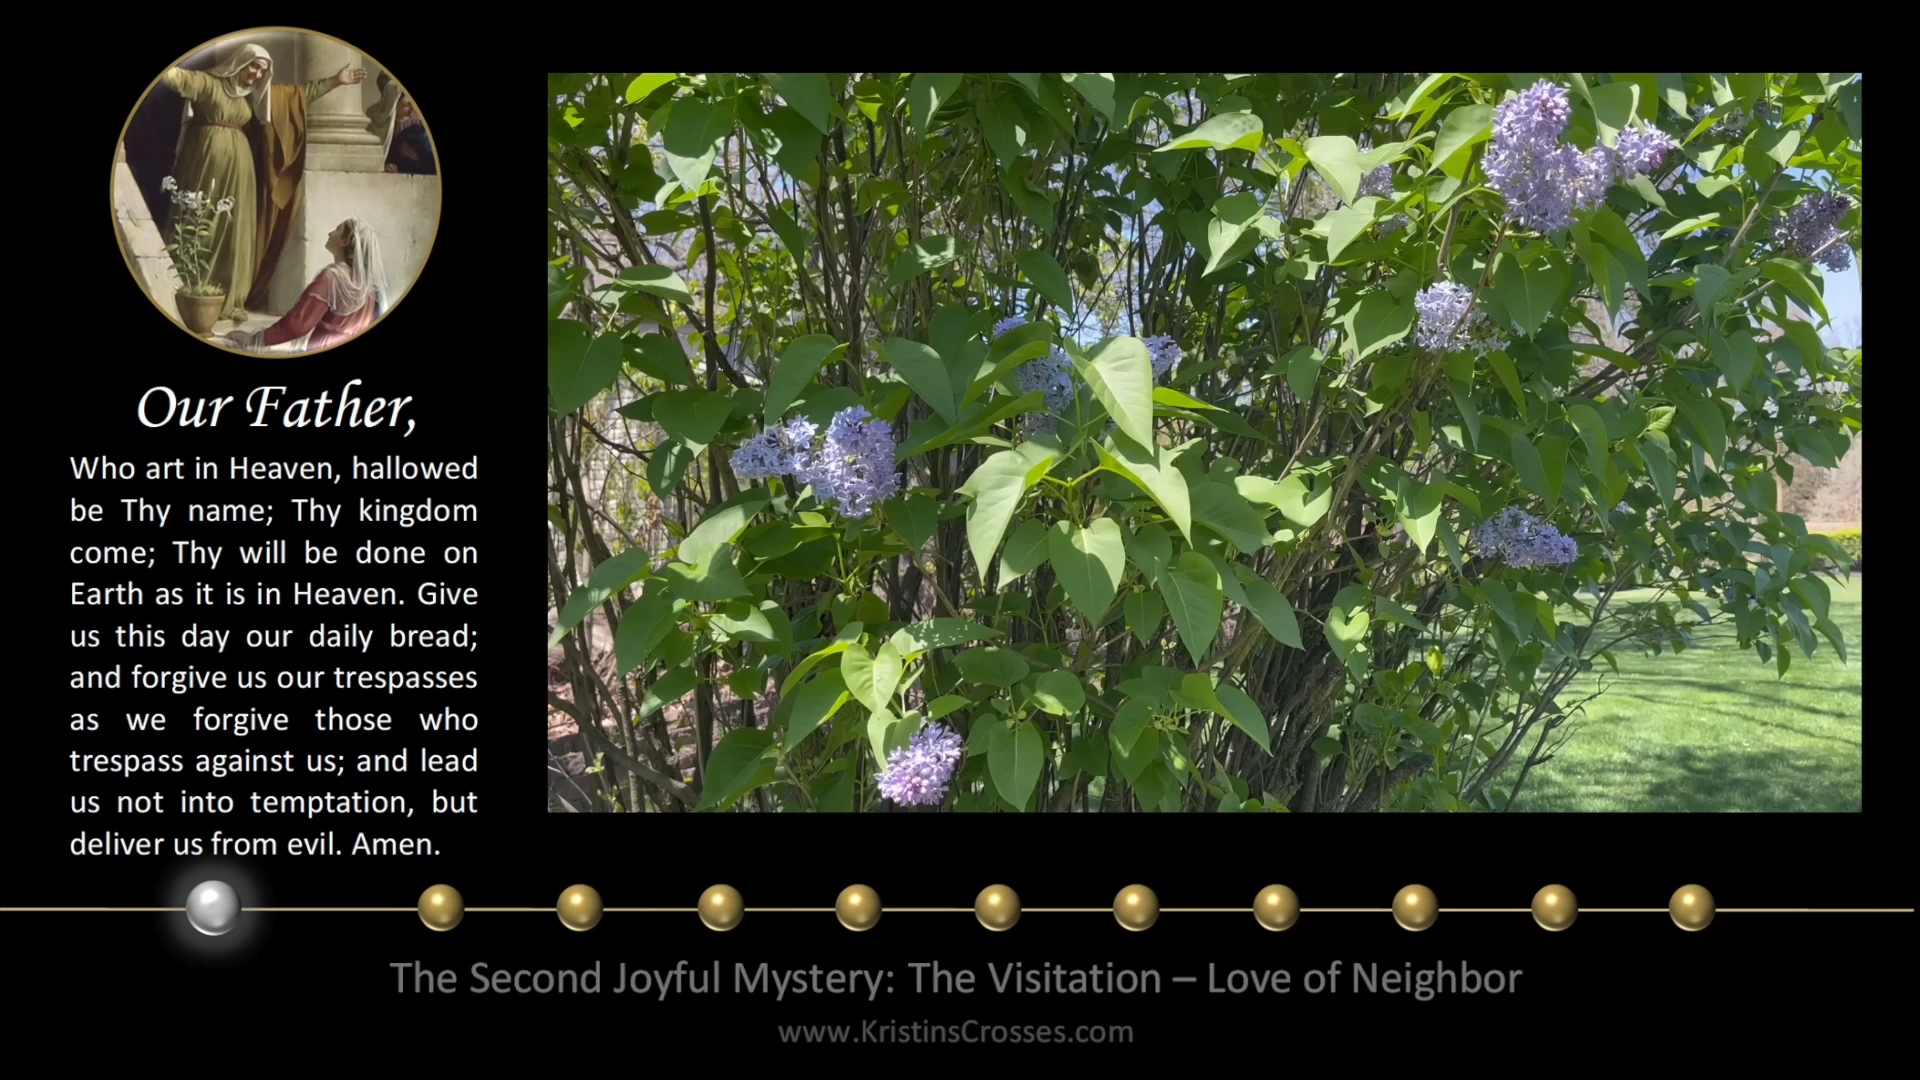 Our Father,
Who art in Heaven, hallowed
be Thy name; Thy kingdom
come; Thy will be done on
Earth as it is in Heaven. Give
us this day our daily bread;
and forgive us our trespasses
as we forgive those who
trespass against us; and lead
us not into temptation, but
deliver us from evil. Amen.
The Second Joyful Mystery: The Visitation – Love of Neighbor
www.KristinsCrosses.com